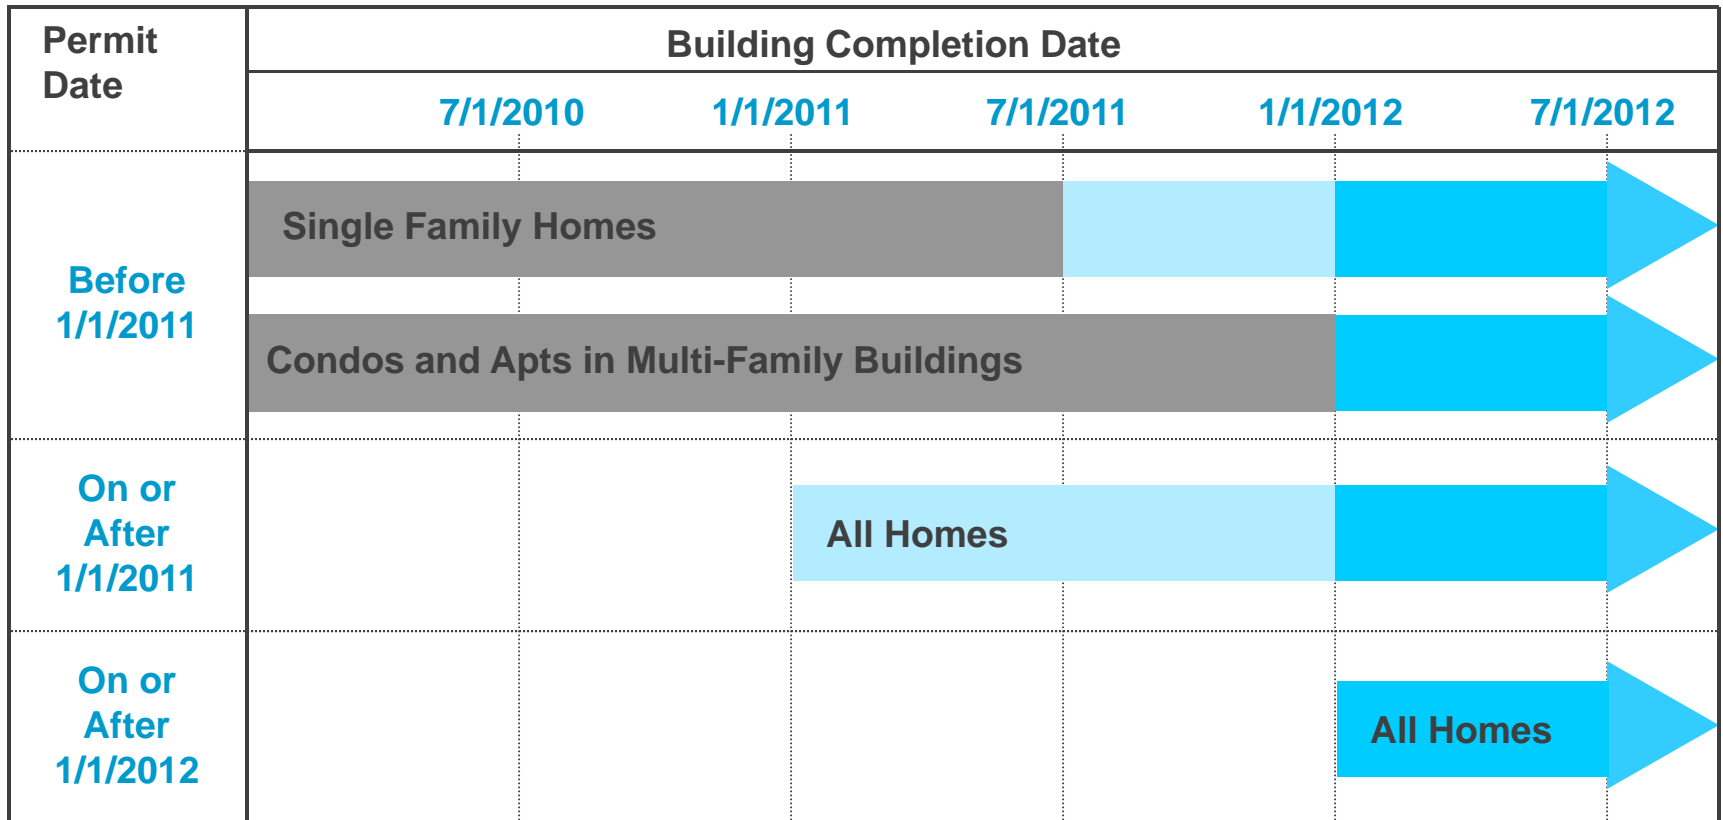 Permit
Date
Building Completion Date
7/1/2010 1/1/2011 7/1/2011 1/1/2012 7/1/2012
Before
1/1/2011
Single Family Homes
Condos and Apts in Multi-Family Buildings
On or
After
1/1/2011
All Homes
On or
After
1/1/2012
All Homes